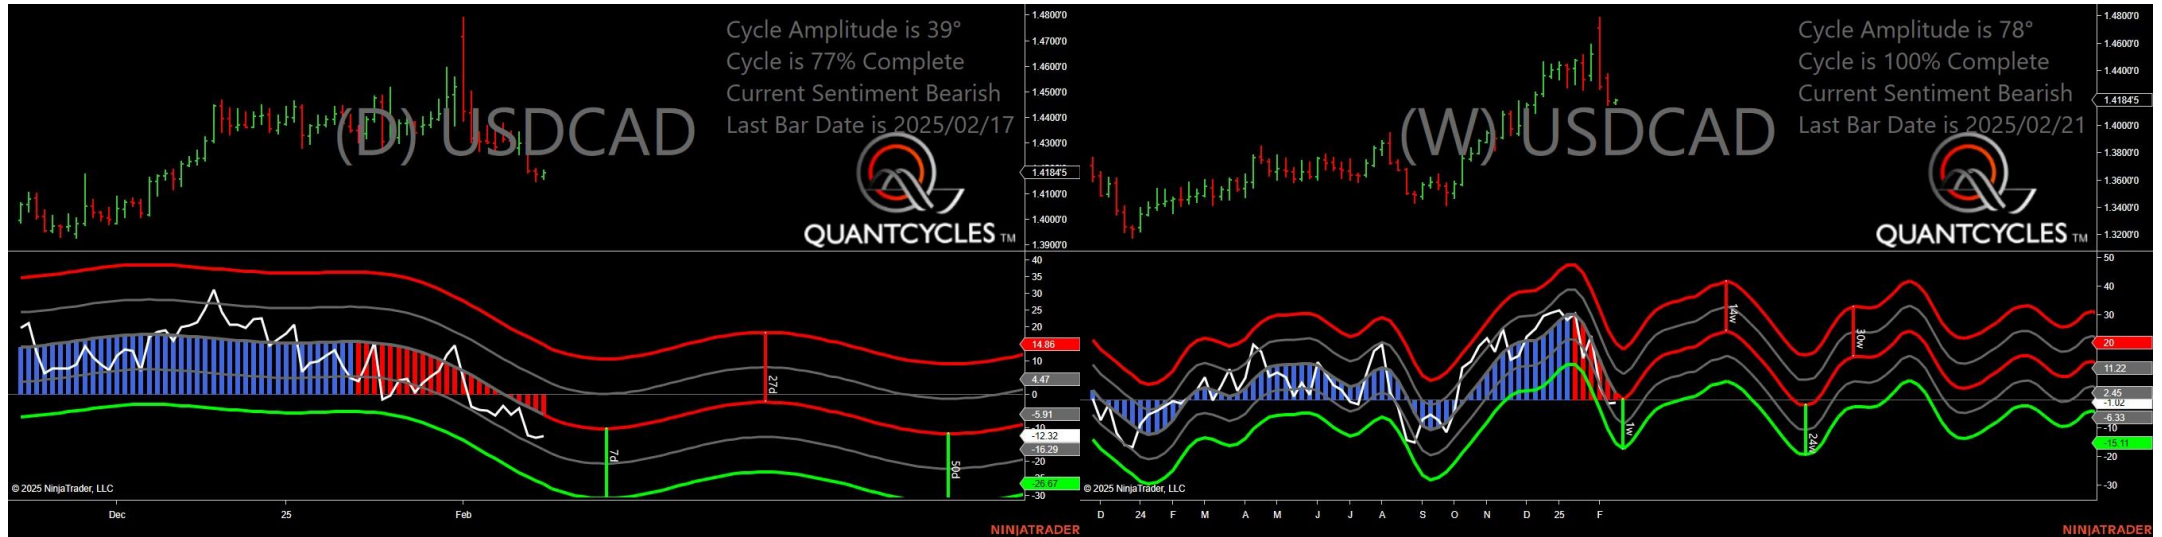 Cycle Amplitude is 39°
Cycle is 77% Complete
Current Sentiment Bearish
Last Bar Date is 2025/02/17
(D) USDCAD
QUANTCYCLES TM
1.4800'0
1.4700'0
1.4600'0
1.4500'0
1.4400'0
1.4300'0
1.4184'5
1.4100'0
1.4000'0
1.3900'0
40
35
30
25
20
14.86
10
4.47
0
-5.91
-10
-12.32
-16.29
-20
-26.67
-30
7d
27d
50d
© 2025 NinjaTrader, LLC
Dec
25
Feb
NINJATRADER
Cycle Amplitude is 78°
Cycle is 100% Complete
Current Sentiment Bearish
Last Bar Date is 2025/02/21
(W) USDCAD
QUANTCYCLES TM
1.4800'0
1.4600'0
1.4400'0
1.4184'5
1.4000'0
1.3800'0
1.3600'0
1.3400'0
1.3200'0
50
40
30
20
11.22
2.45
-1.02
-6.33
-10
-15.11
-20
-30
1w
14w
24w
30w
© 2025 NinjaTrader, LLC
D
24
F
M
A
M
J
J
A
S
O
N
D
25
F
NINJATRADER